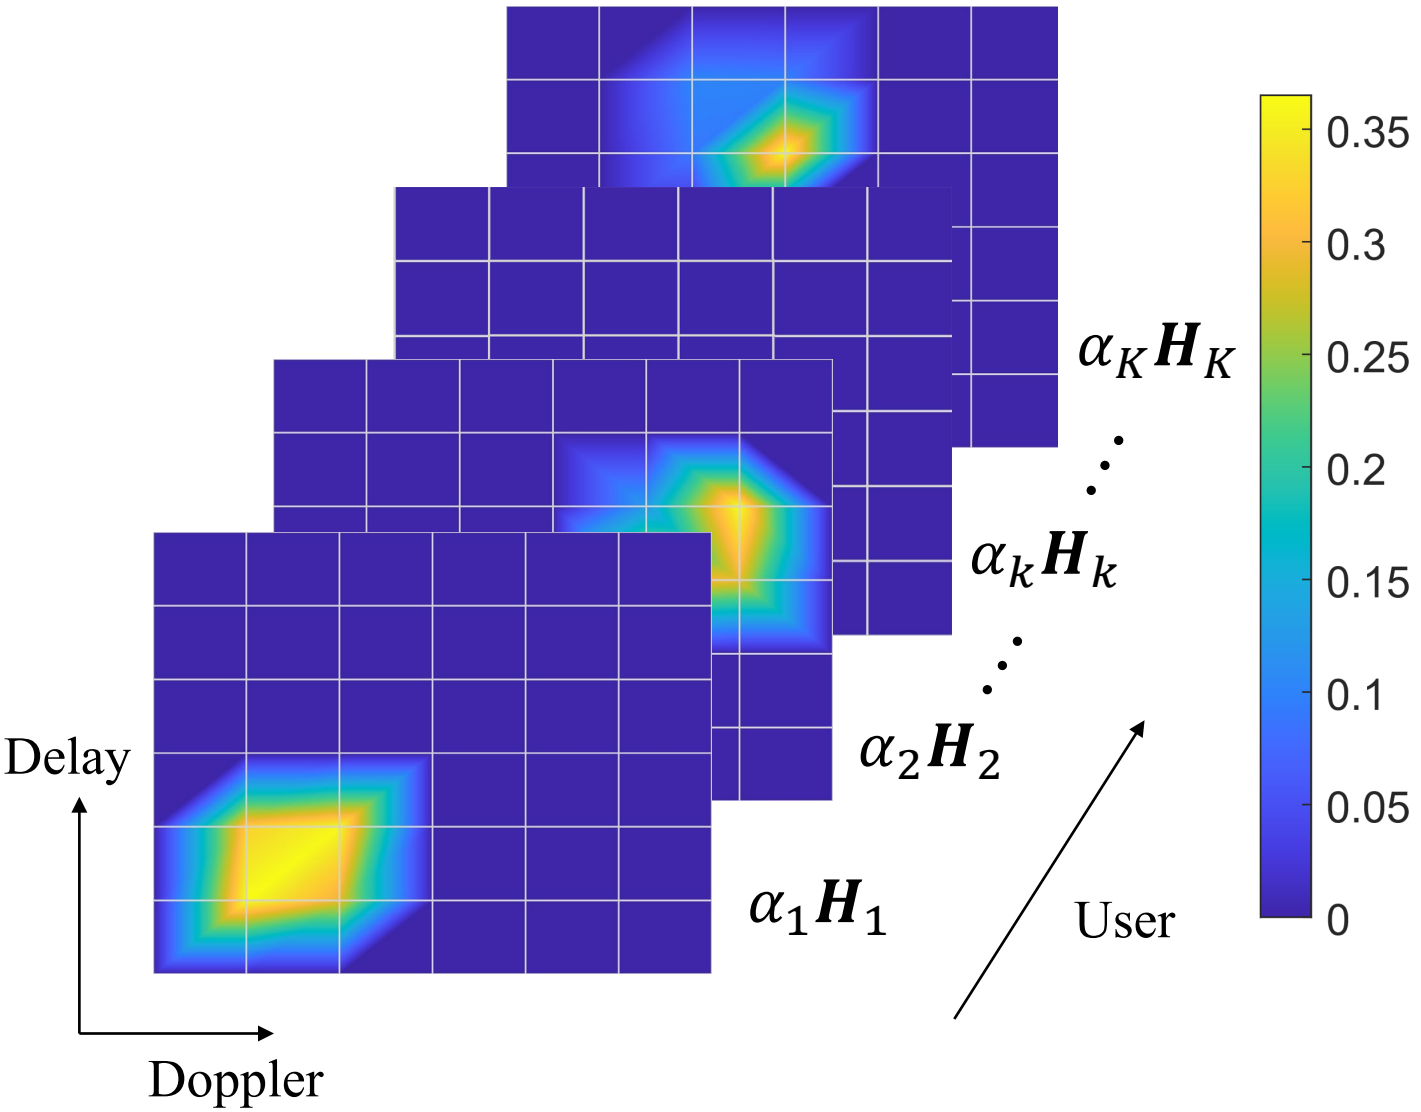 0.35
0.3
0.25
0.2
0.15
0.1
0.05
0
α_K H_K
α_k H_k
α_2 H_2
α_1 H_1
Delay
Doppler
User